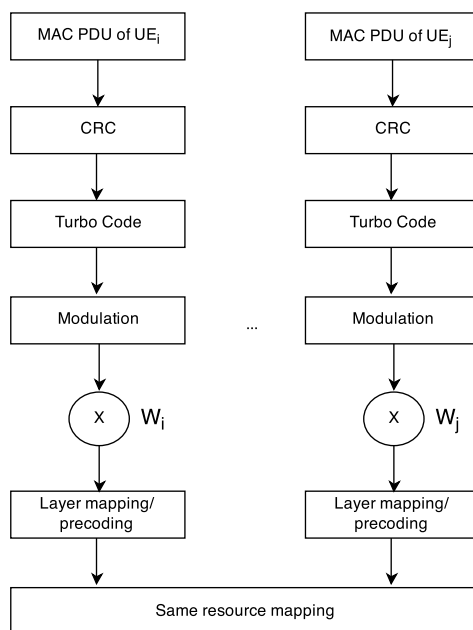 MAC PDU of UEi
MAC PDU of UEj
CRC
CRC
Turbo Code
Turbo Code
Modulation
...
Modulation
X
Wi
X
Wj
Layer mapping/
precoding
Layer mapping/
precoding
Same resource mapping